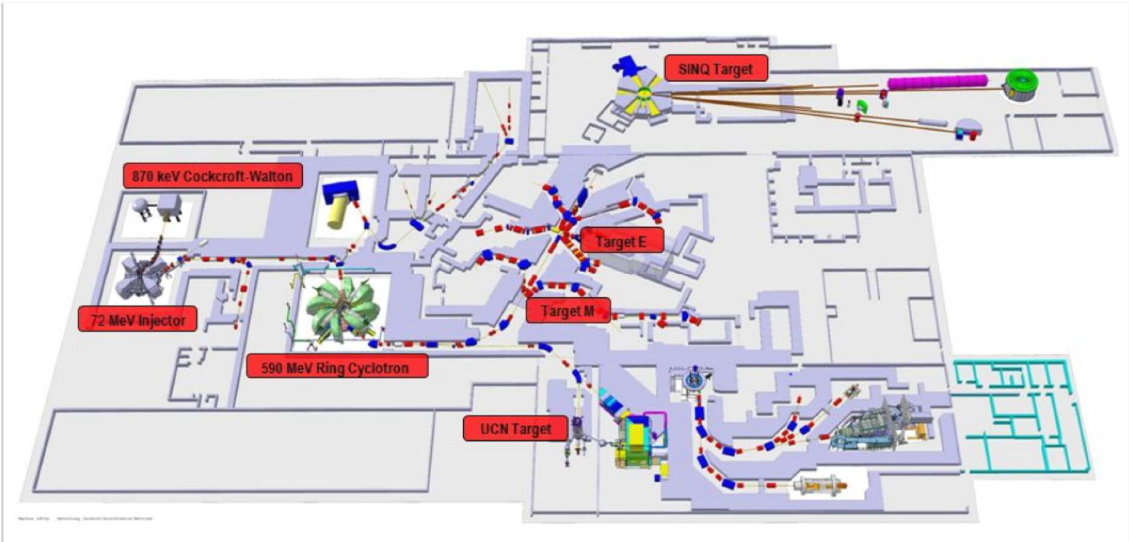 SINQ Target
870 keV Cockcroft-Walton
Target E
72 MeV Injector
Target M
590 MeV Ring Cyclotron
UCN Target